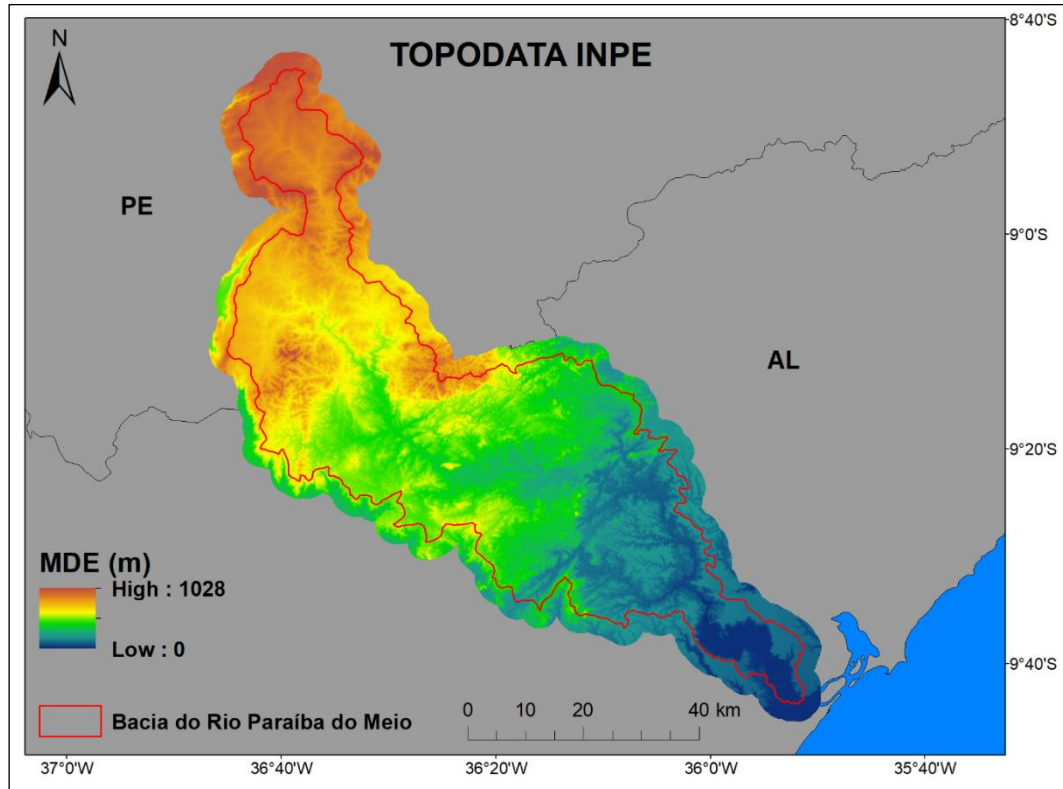 8°40'S
N
TOPODATA INPE
PE
9°0'S
AL
9°20'S
MDE (m)
High : 1028
Low : 0
9°40'S
Bacia do Rio Paraíba do Meio
0 10 20 40 km
37°0'W 36°40'W 36°20'W 36°0'W 35°40'W